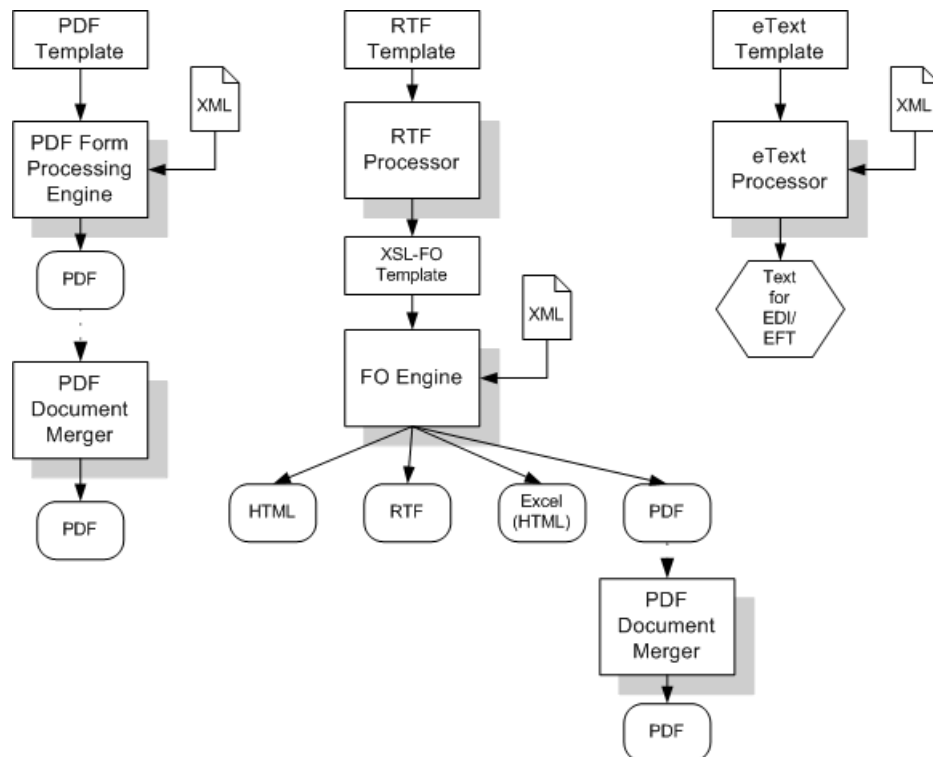 PDF
Template
XML
PDF Form
Processing
Engine
PDF
PDF
Document
Merger
PDF
RTF
Template
RTF
Processor
XSL-FO
Template
XML
FO Engine
HTML
RTF
Excel
(HTML)
PDF
PDF
Document
Merger
PDF
eText
Template
XML
eText
Processor
Text
for
EDI/
EFT